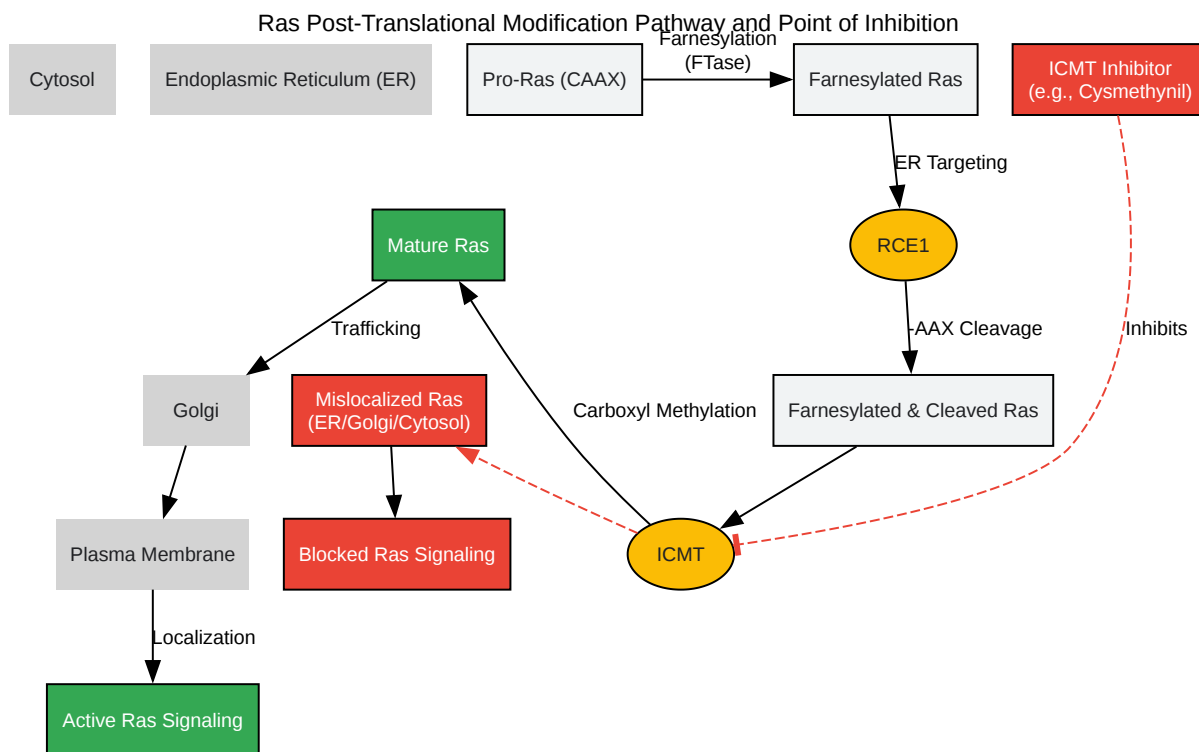 Ras Post-Translational Modification Pathway and Point of Inhibition
Cytosol
Endoplasmic Reticulum (ER)
Pro-Ras (CAAX)
Farnesylation
(FTase)
Farnesylated Ras
ICMT Inhibitor
(e.g., Cysmethynil)
ER Targeting
Mature Ras
RCE1
Trafficking
-AAX Cleavage
Inhibits
Golgi
Mislocalized Ras
(ER/Golgi/Cytosol)
Carboxyl Methylation
Farnesylated & Cleaved Ras
Plasma Membrane
Blocked Ras Signaling
ICMT
Localization
Active Ras Signaling